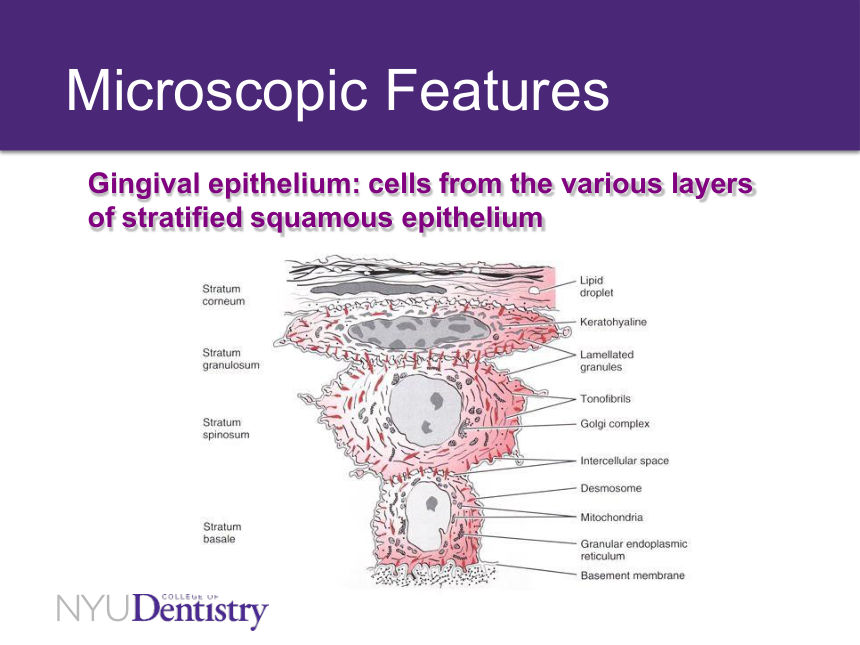 Microscopic Features
Gingival epithelium: cells from the various layers
of stratified squamous epithelium
Stratum
corneum
Stratum
granulosum
Stratum
spinosum
Stratum
basale
Lipid
droplet
Keratohyaline
Lamellated
granules
Tonofibrils
Golgi complex
Intercellular space
Desmosome
Mitochondria
Granular endoplasmic
reticulum
Basement membrane
COLLEGE OF
NYU Dentistry